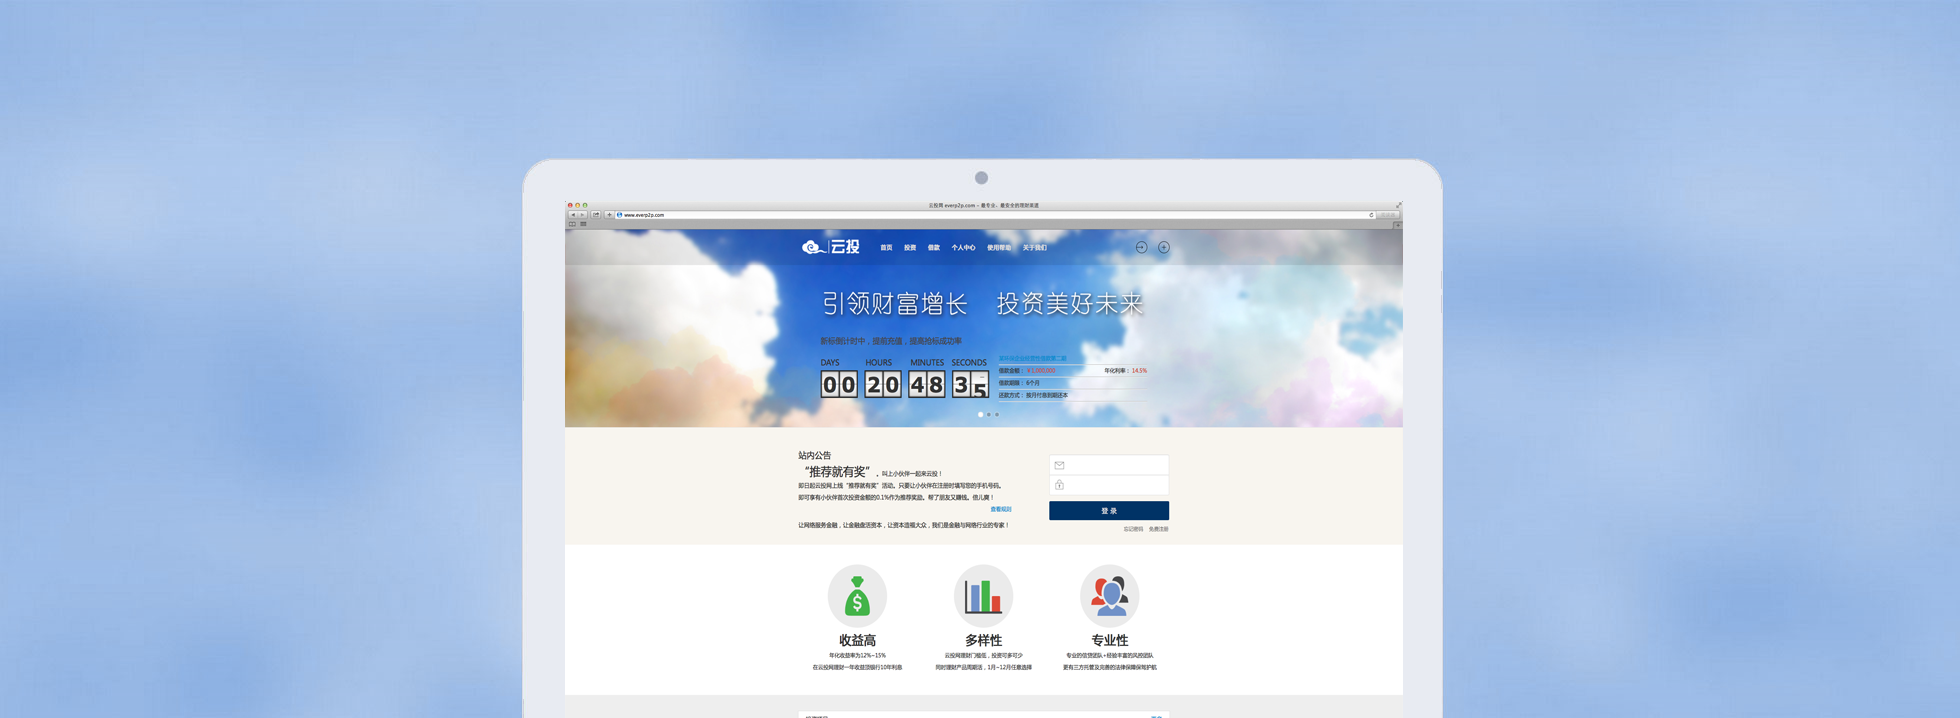 云投网 everp2p.com - 最专业、最安全的理财渠道
www.everp2p.com
云投 首页 投资 借款 个人中心 使用帮助 关于我们
引领财富增长 投资美好未来
新标倒计时中，提前充值，提高抢标成功率
DAYS HOURS MINUTES SECONDS
00 20 48 35
借款金额： ￥3,000,000 年化利率： 14.5%
借款期限： 6个月
还款方式： 按月付息到期还本
站内公告
“推荐就有奖”，叫上小伙伴一起来云投！
即日起云投网上线“推荐就有奖”活动。只要让小伙伴在注册时填写您的手机号码，
即可享有小伙伴首次投资金额的0.1%作为推荐奖励。帮了朋友又赚钱。倍儿爽！
查看规则
让网络服务金融，让金融盘活资本，让资本造福大众，我们是金融与网络行业的专家！
登 录
忘记密码 免费注册
收益高
年化收益率为12%~15%
在云投网理财一年收益顶银行10年利息
多样性
云投网理财门槛低，投资可多可少
同时理财产品周期活，1月~12月任意选择
专业性
专业的信贷团队+经验丰富的风控团队
更有三方托管及完善的法律保障保驾护航